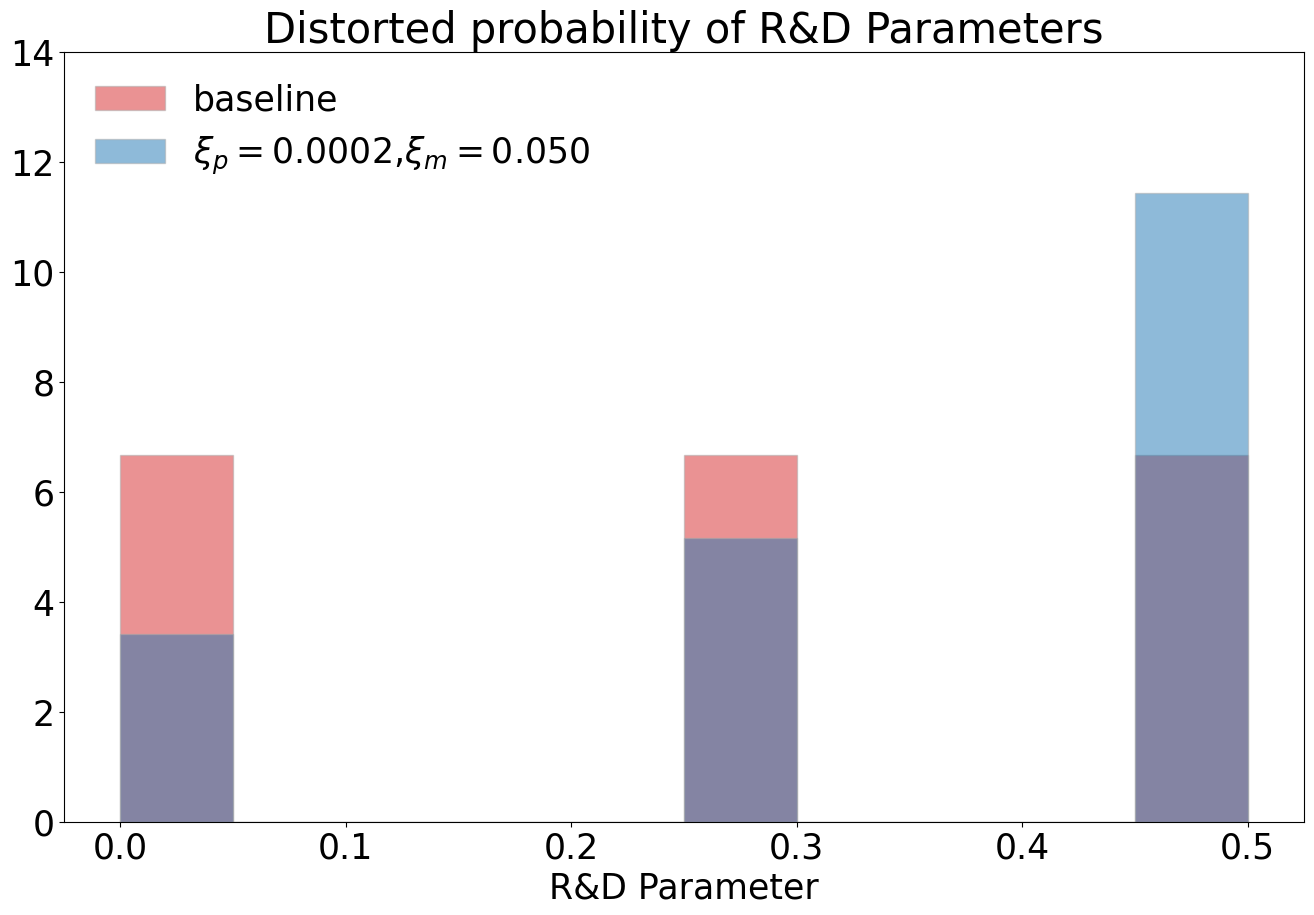 Distorted probability of R&D Parameters
14
12
10
8
6
4
2
0
baseline
ξp = 0.0002,ξm = 0.050
0.0 0.1 0.2 0.3 0.4 0.5
R&D Parameter